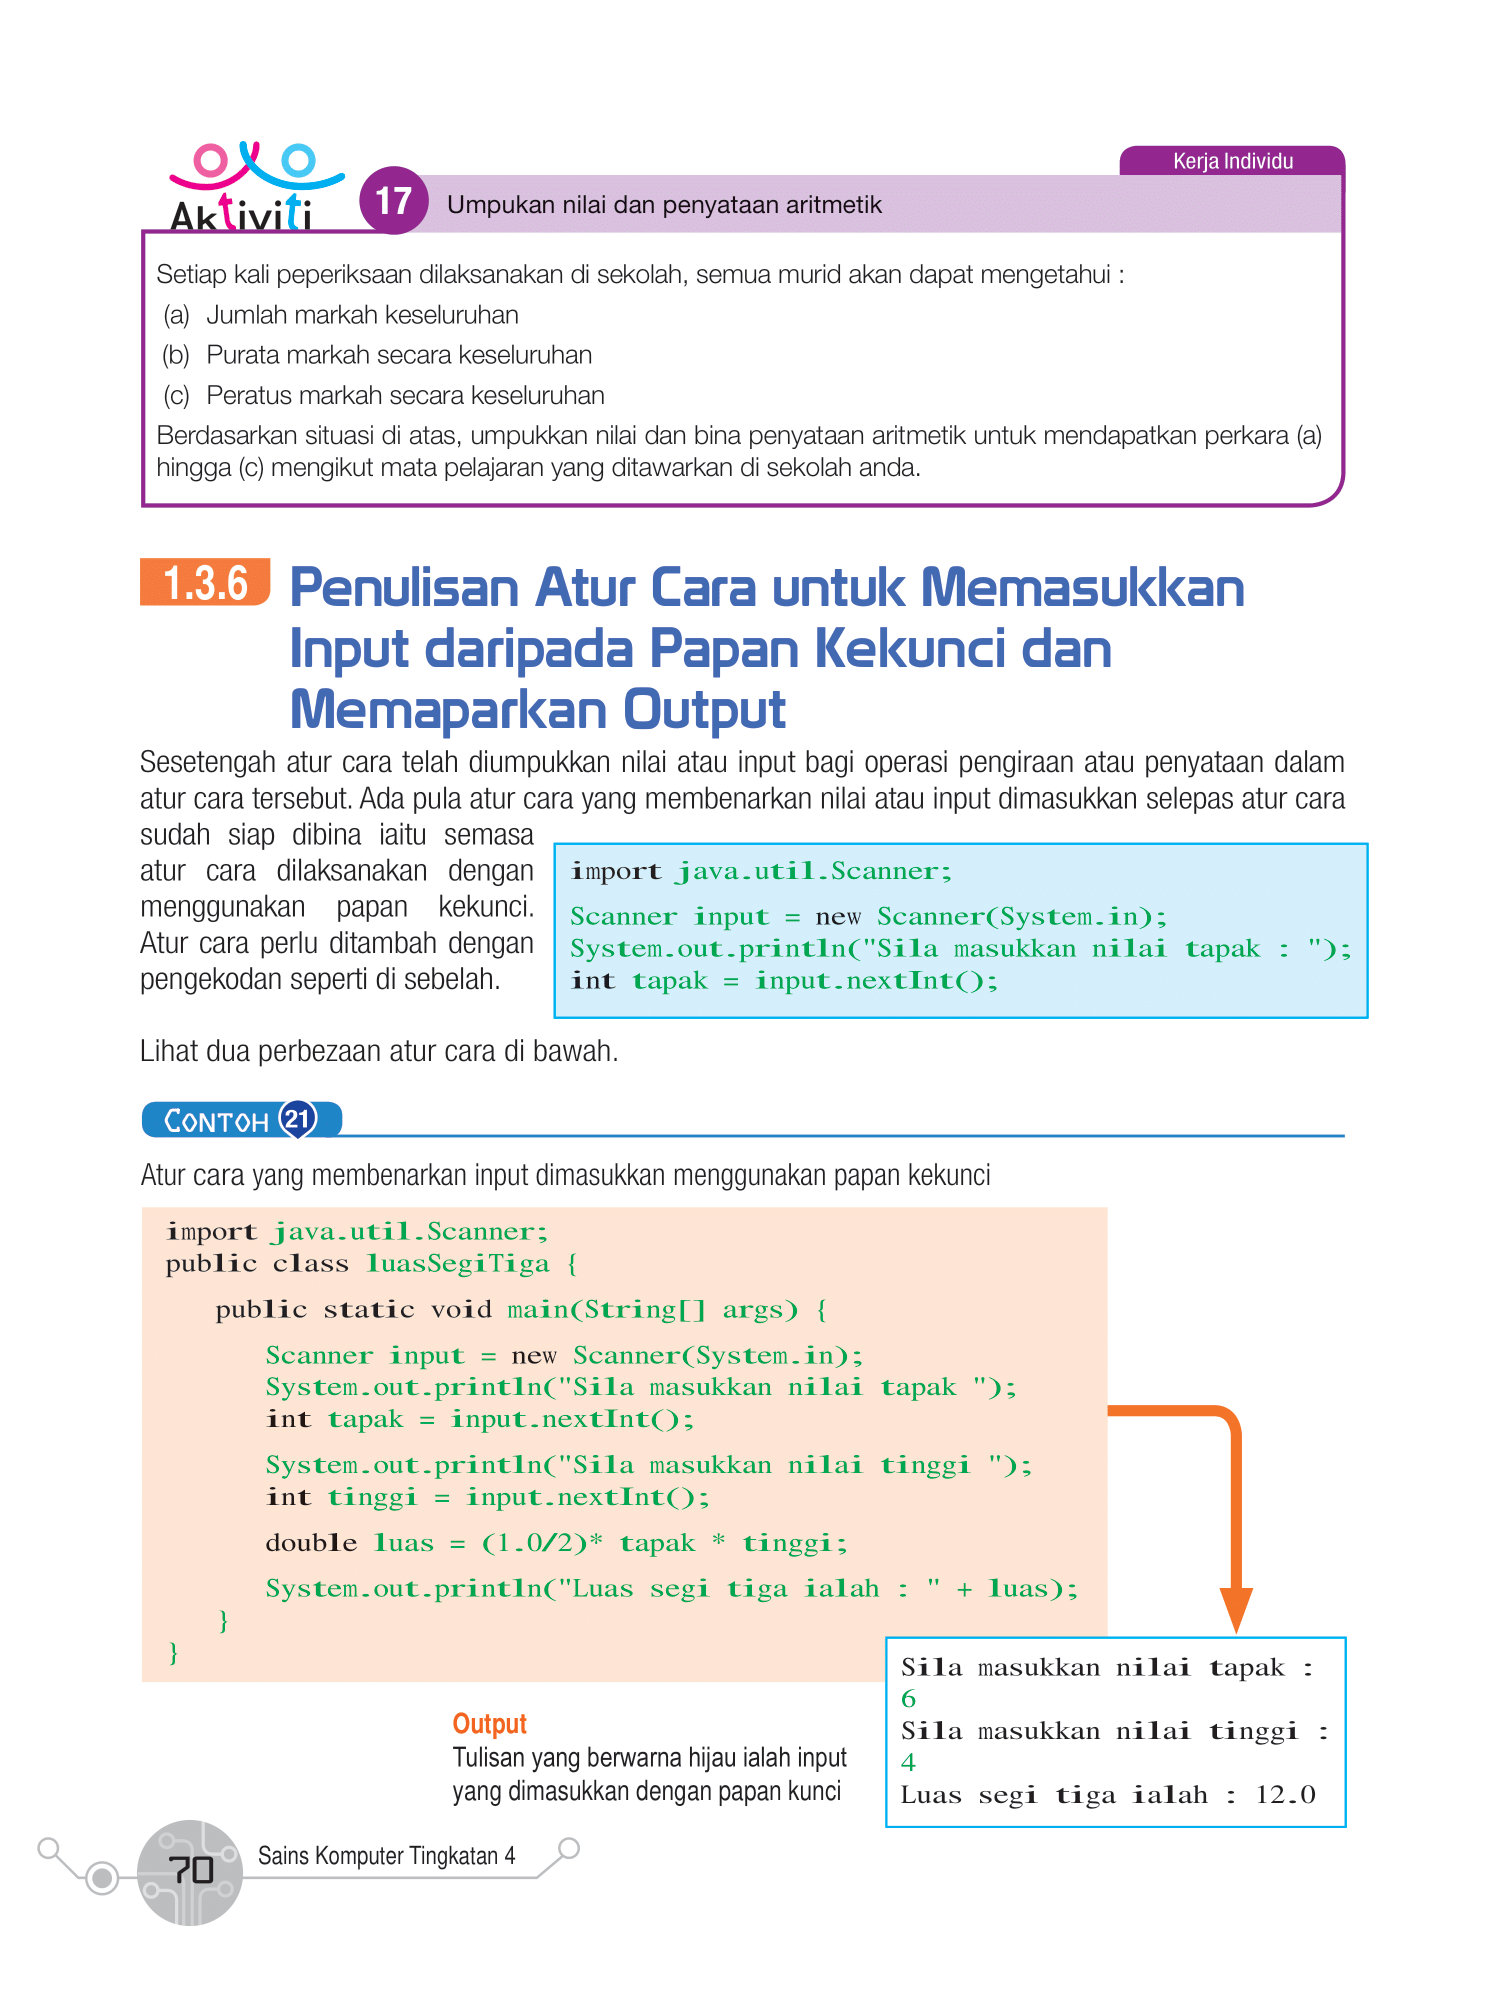 Kerja Individu
Aktiviti 17 Umpukan nilai dan penyataan aritmetik
Setiap kali peperiksaan dilaksanakan di sekolah, semua murid akan dapat mengetahui :
(a) Jumlah markah keseluruhan
(b) Purata markah secara keseluruhan
(c) Peratus markah secara keseluruhan
Berdasarkan situasi di atas, umpukkan nilai dan bina penyataan aritmetik untuk mendapatkan perkara (a)
hingga (c) mengikut mata pelajaran yang ditawarkan di sekolah anda.
1.3.6 Penulisan Atur Cara untuk Memasukkan
Input daripada Papan Kekunci dan
Memaparkan Output
Sesetengah atur cara telah diumpukkan nilai atau input bagi operasi pengiraan atau penyataan dalam
atur cara tersebut. Ada pula atur cara yang membenarkan nilai atau input dimasukkan selepas atur cara
sudah siap dibina iaitu semasa
atur cara dilaksanakan dengan
menggunakan papan kekunci.
Atur cara perlu ditambah dengan
pengekodan seperti di sebelah.
import java.util.Scanner;
Scanner input = new Scanner(System.in);
System.out.println("Sila masukkan nilai tapak : ");
int tapak = input.nextInt();
Lihat dua perbezaan atur cara di bawah.
CONTOH 21
Atur cara yang membenarkan input dimasukkan menggunakan papan kekunci
import java.util.Scanner;
public class luasSegiTiga {
public static void main(String[] args) {
Scanner input = new Scanner(System.in);
System.out.println("Sila masukkan nilai tapak ");
int tapak = input.nextInt();
System.out.println("Sila masukkan nilai tinggi ");
int tinggi = input.nextInt();
double luas = (1.0/2)* tapak * tinggi;
System.out.println("Luas segi tiga ialah : " + luas);
}
}
Sila masukkan nilai tapak :
6
Sila masukkan nilai tinggi :
4
Luas segi tiga ialah : 12.0
Output
Tulisan yang berwarna hijau ialah input
yang dimasukkan dengan papan kunci
70 Sains Komputer Tingkatan 4